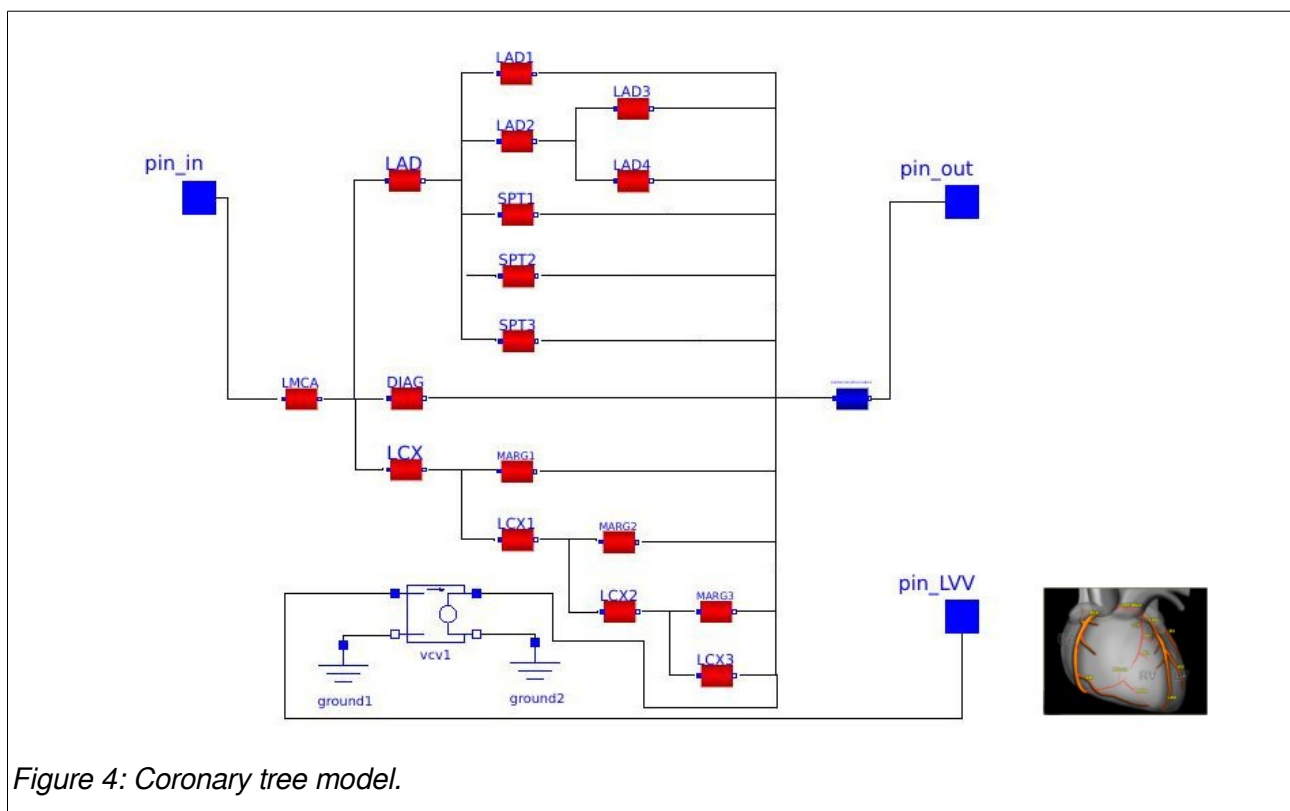 LAD1
LAD3
LAD2
pin_in
LAD
LAD4
pin_out
SPT1
SPT2
SPT3
LMCA
DIAG
LCX
MARG1
LCX1
MARG2
pin_LVV
LCX2
MARG3
vcv1
LCX3
ground1
ground2
Figure 4: Coronary tree model.